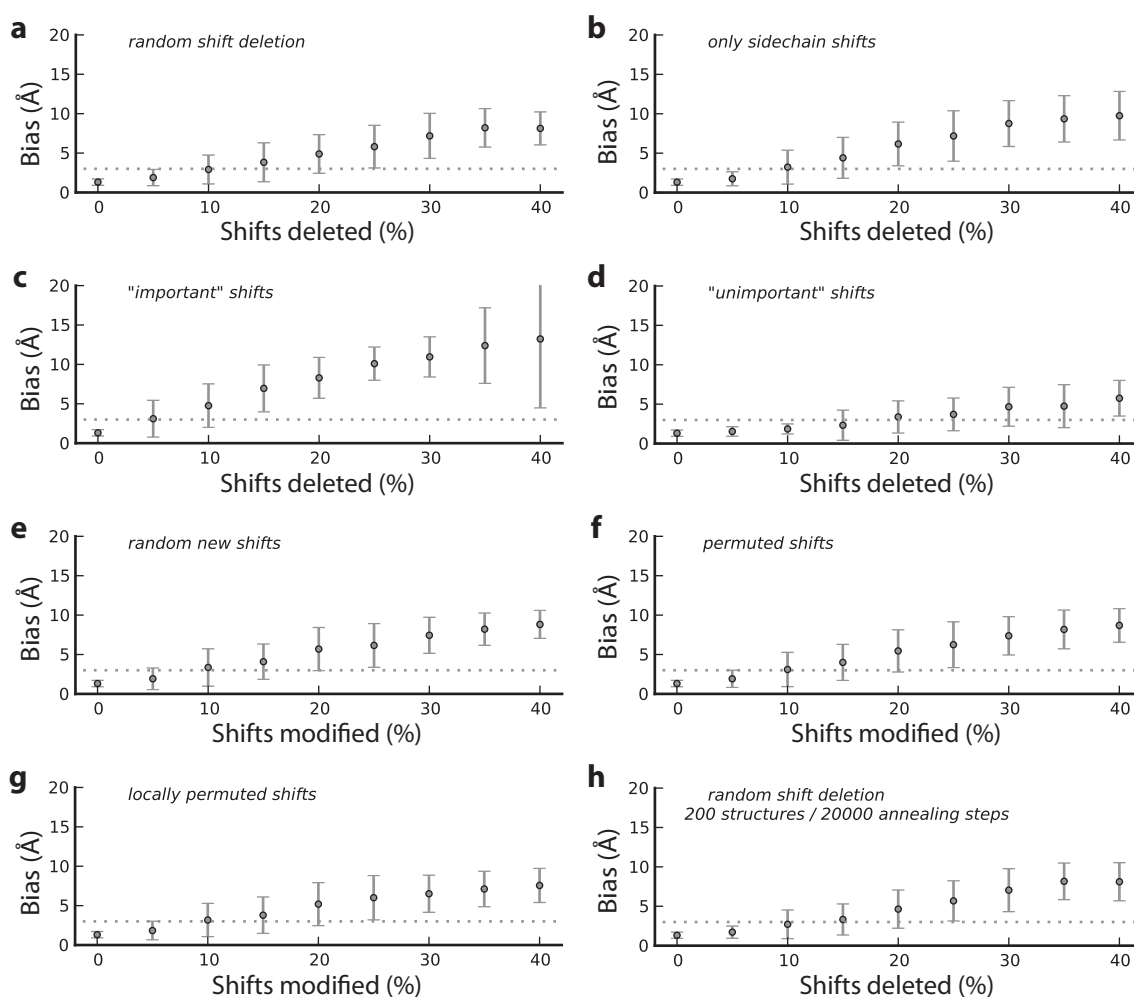 a
random shift deletion
20
15
10
5
0
Bias (Å)
0 10 20 30 40
Shifts deleted (%)
b
only sidechain shifts
20
15
10
5
0
Bias (Å)
0 10 20 30 40
Shifts deleted (%)
c
"important" shifts
20
15
10
5
0
Bias (Å)
0 10 20 30 40
Shifts deleted (%)
d
"unimportant" shifts
20
15
10
5
0
Bias (Å)
0 10 20 30 40
Shifts deleted (%)
e
random new shifts
20
15
10
5
0
Bias (Å)
0 10 20 30 40
Shifts modified (%)
f
permuted shifts
20
15
10
5
0
Bias (Å)
0 10 20 30 40
Shifts modified (%)
g
locally permuted shifts
20
15
10
5
0
Bias (Å)
0 10 20 30 40
Shifts modified (%)
h
random shift deletion
200 structures / 20000 annealing steps
20
15
10
5
0
Bias (Å)
0 10 20 30 40
Shifts deleted (%)